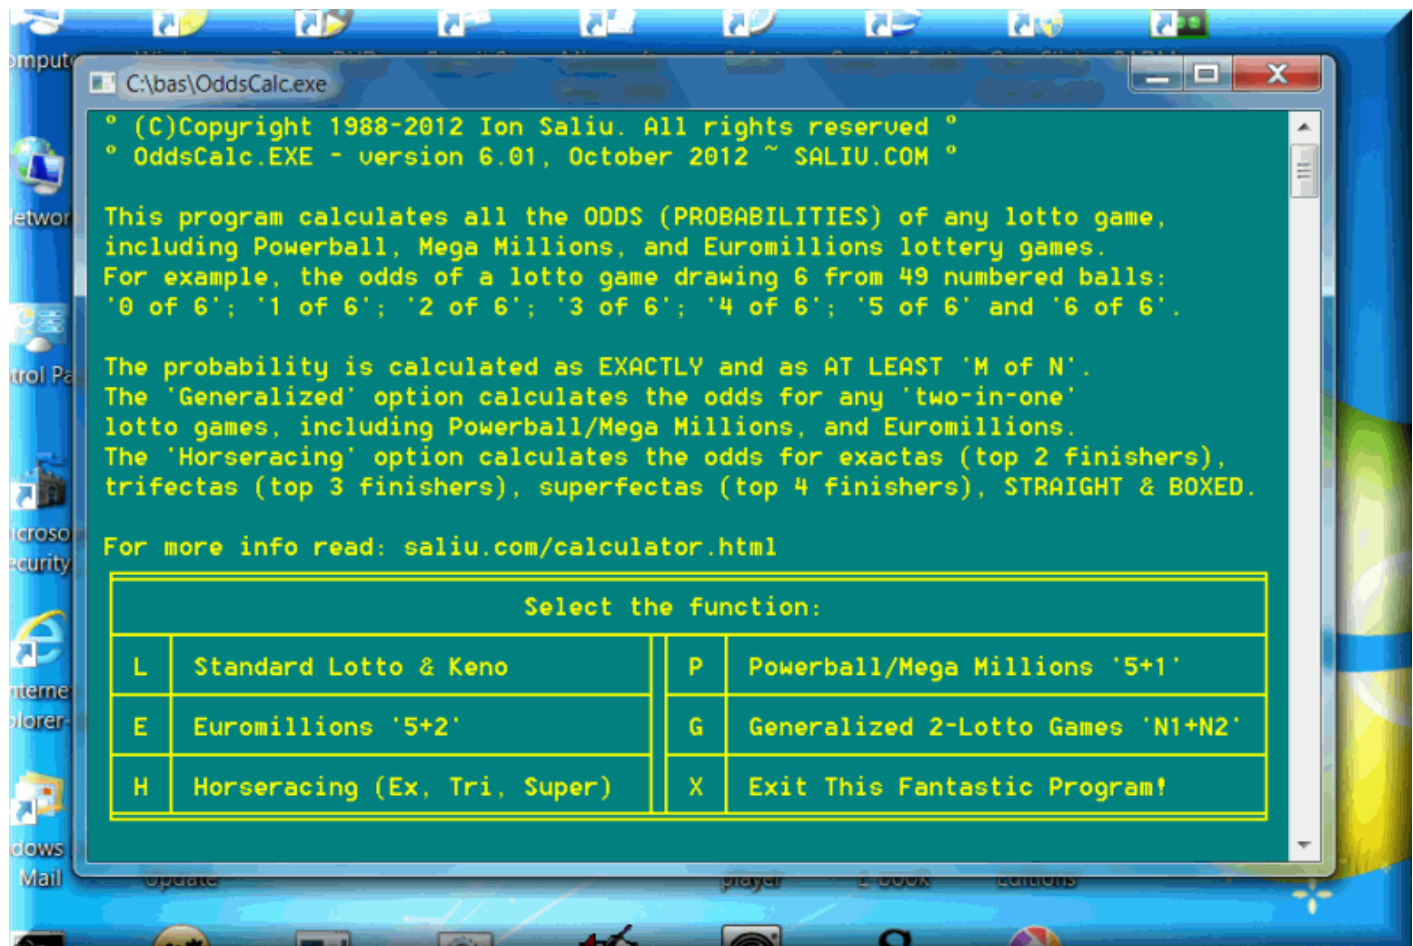 C:\bas\OddsCalc.exe
° (C)Copyright 1988-2012 Ion Saliu. All rights reserved °
° OddsCalc.EXE - version 6.01, October 2012 ~ SALIU.COM °
This program calculates all the ODDS (PROBABILITIES) of any lotto game,
including Powerball, Mega Millions, and Euromillions lottery games.
For example, the odds of a lotto game drawing 6 from 49 numbered balls:
'0 of 6'; '1 of 6'; '2 of 6'; '3 of 6'; '4 of 6'; '5 of 6' and '6 of 6'.
The probability is calculated as EXACTLY and as AT LEAST 'M of N'.
The 'Generalized' option calculates the odds for any 'two-in-one'
lotto games, including Powerball/Mega Millions, and Euromillions.
The 'Horseracing' option calculates the odds for exactas (top 2 finishers),
trifectas (top 3 finishers), superfectas (top 4 finishers), STRAIGHT & BOXED.
For more info read: saliu.com/calculator.html
Select the function:
L Standard Lotto & Keno P Powerball/Mega Millions '5+1'
E Euromillions '5+2' G Generalized 2-Lotto Games 'N1+N2'
H Horseracing (Ex, Tri, Super) X Exit This Fantastic Program!
Mail